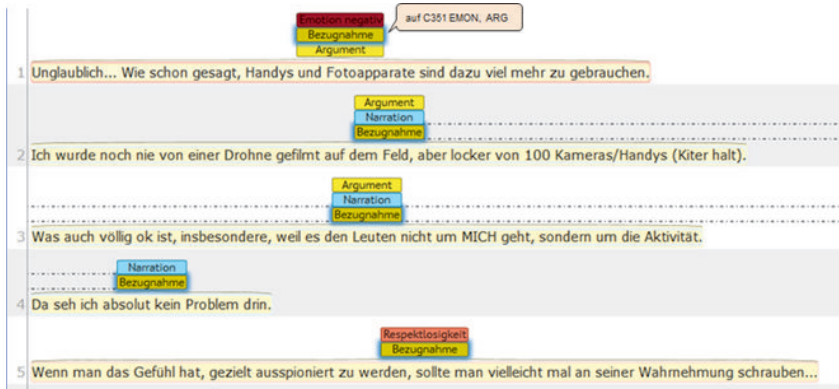 Emotion negativ
auf C351 EMON, ARG
Bezugnahme
Argument
1 Unglaublich... Wie schon gesagt, Handys und Fotoapparate sind dazu viel mehr zu gebrauchen.
Argument
Narration
Bezugnahme
2 Ich wurde noch nie von einer Drohne gefilmt auf dem Feld, aber locker von 100 Kameras/Handys (Kiter halt).
Argument
Narration
Bezugnahme
3 Was auch völlig ok ist, insbesondere, weil es den Leuten nicht um MICH geht, sondern um die Aktivität.
Narration
Bezugnahme
4 Da seh ich absolut kein Problem drin.
Respektlosigkeit
Bezugnahme
5 Wenn man das Gefühl hat, gezielt ausspioniert zu werden, sollte man vielleicht mal an seiner Wahrnehmung schrauben...